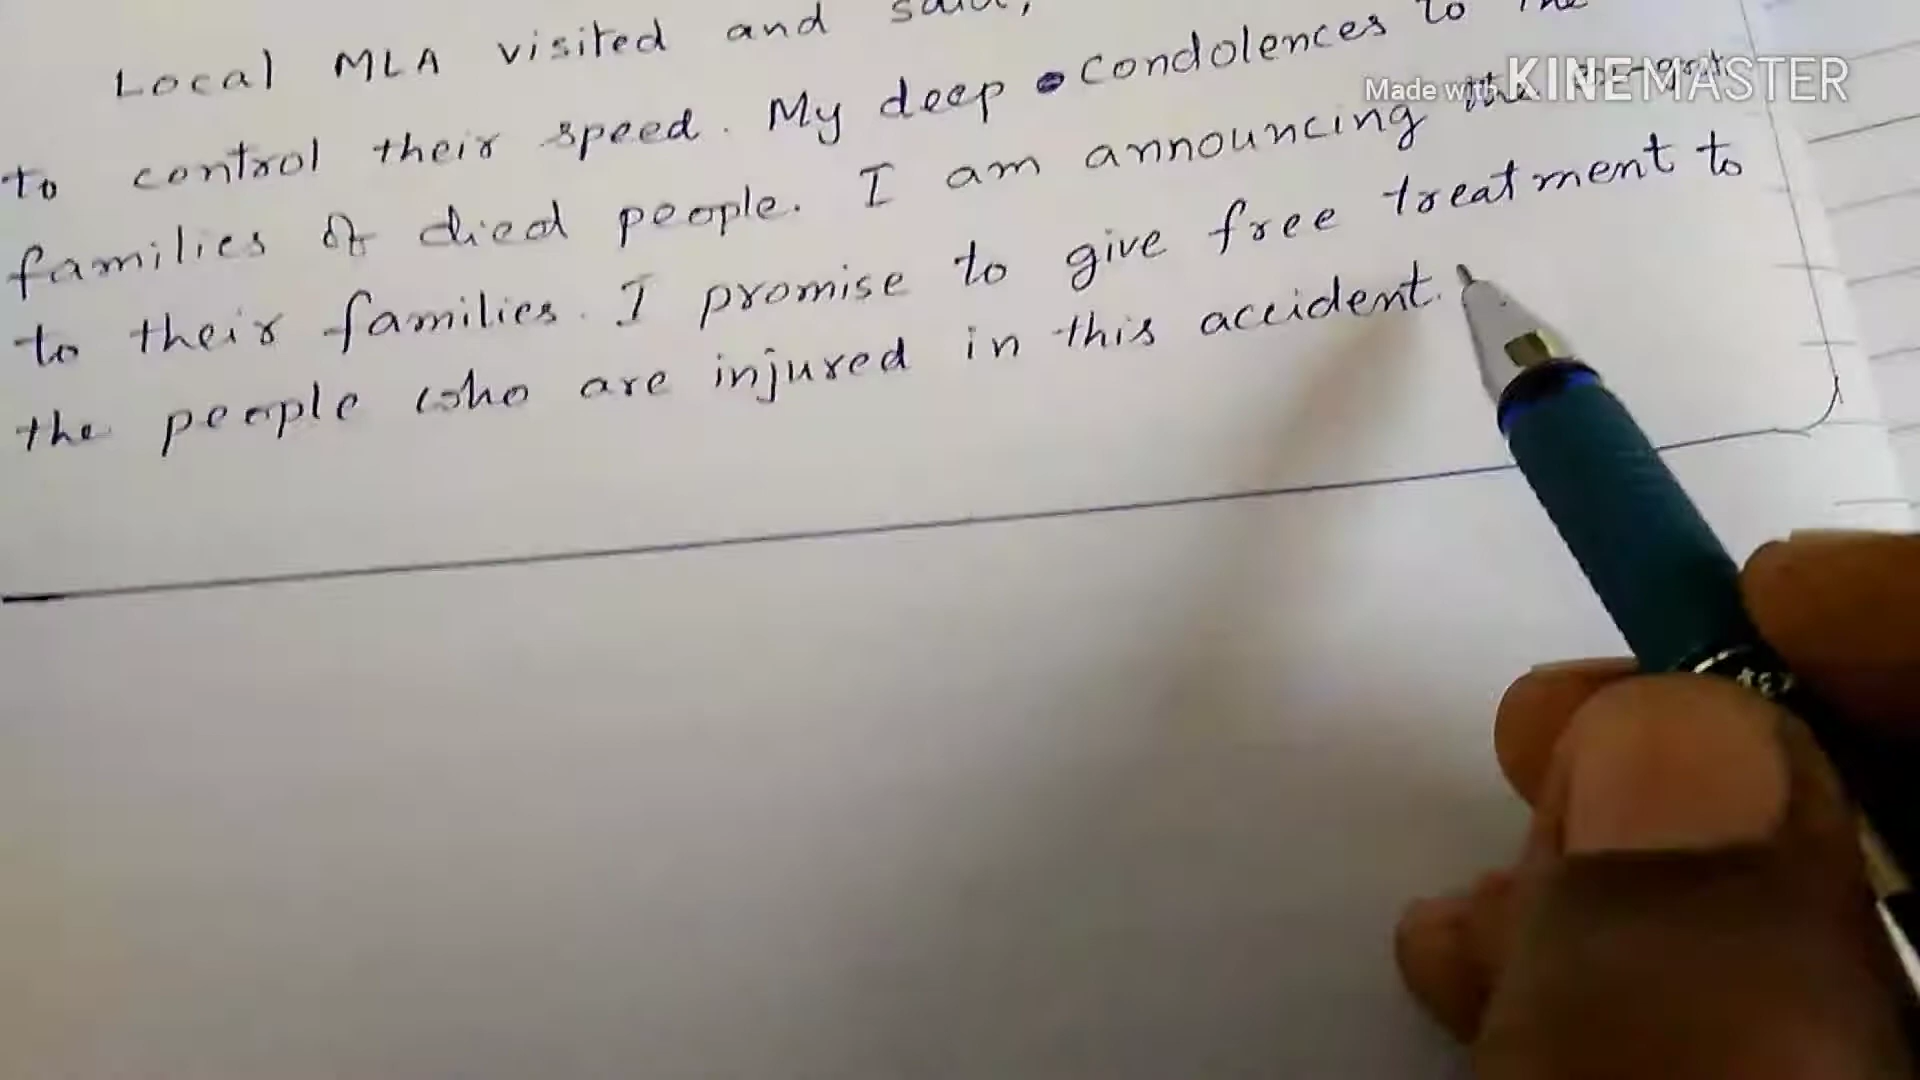 Local MLA visited and said,
to control their speed. My deep condolences to the
families of died people. I am announcing the
to their families. I promise to give free treatment to
the people who are injured in this accident.
Made with KINEMASTER